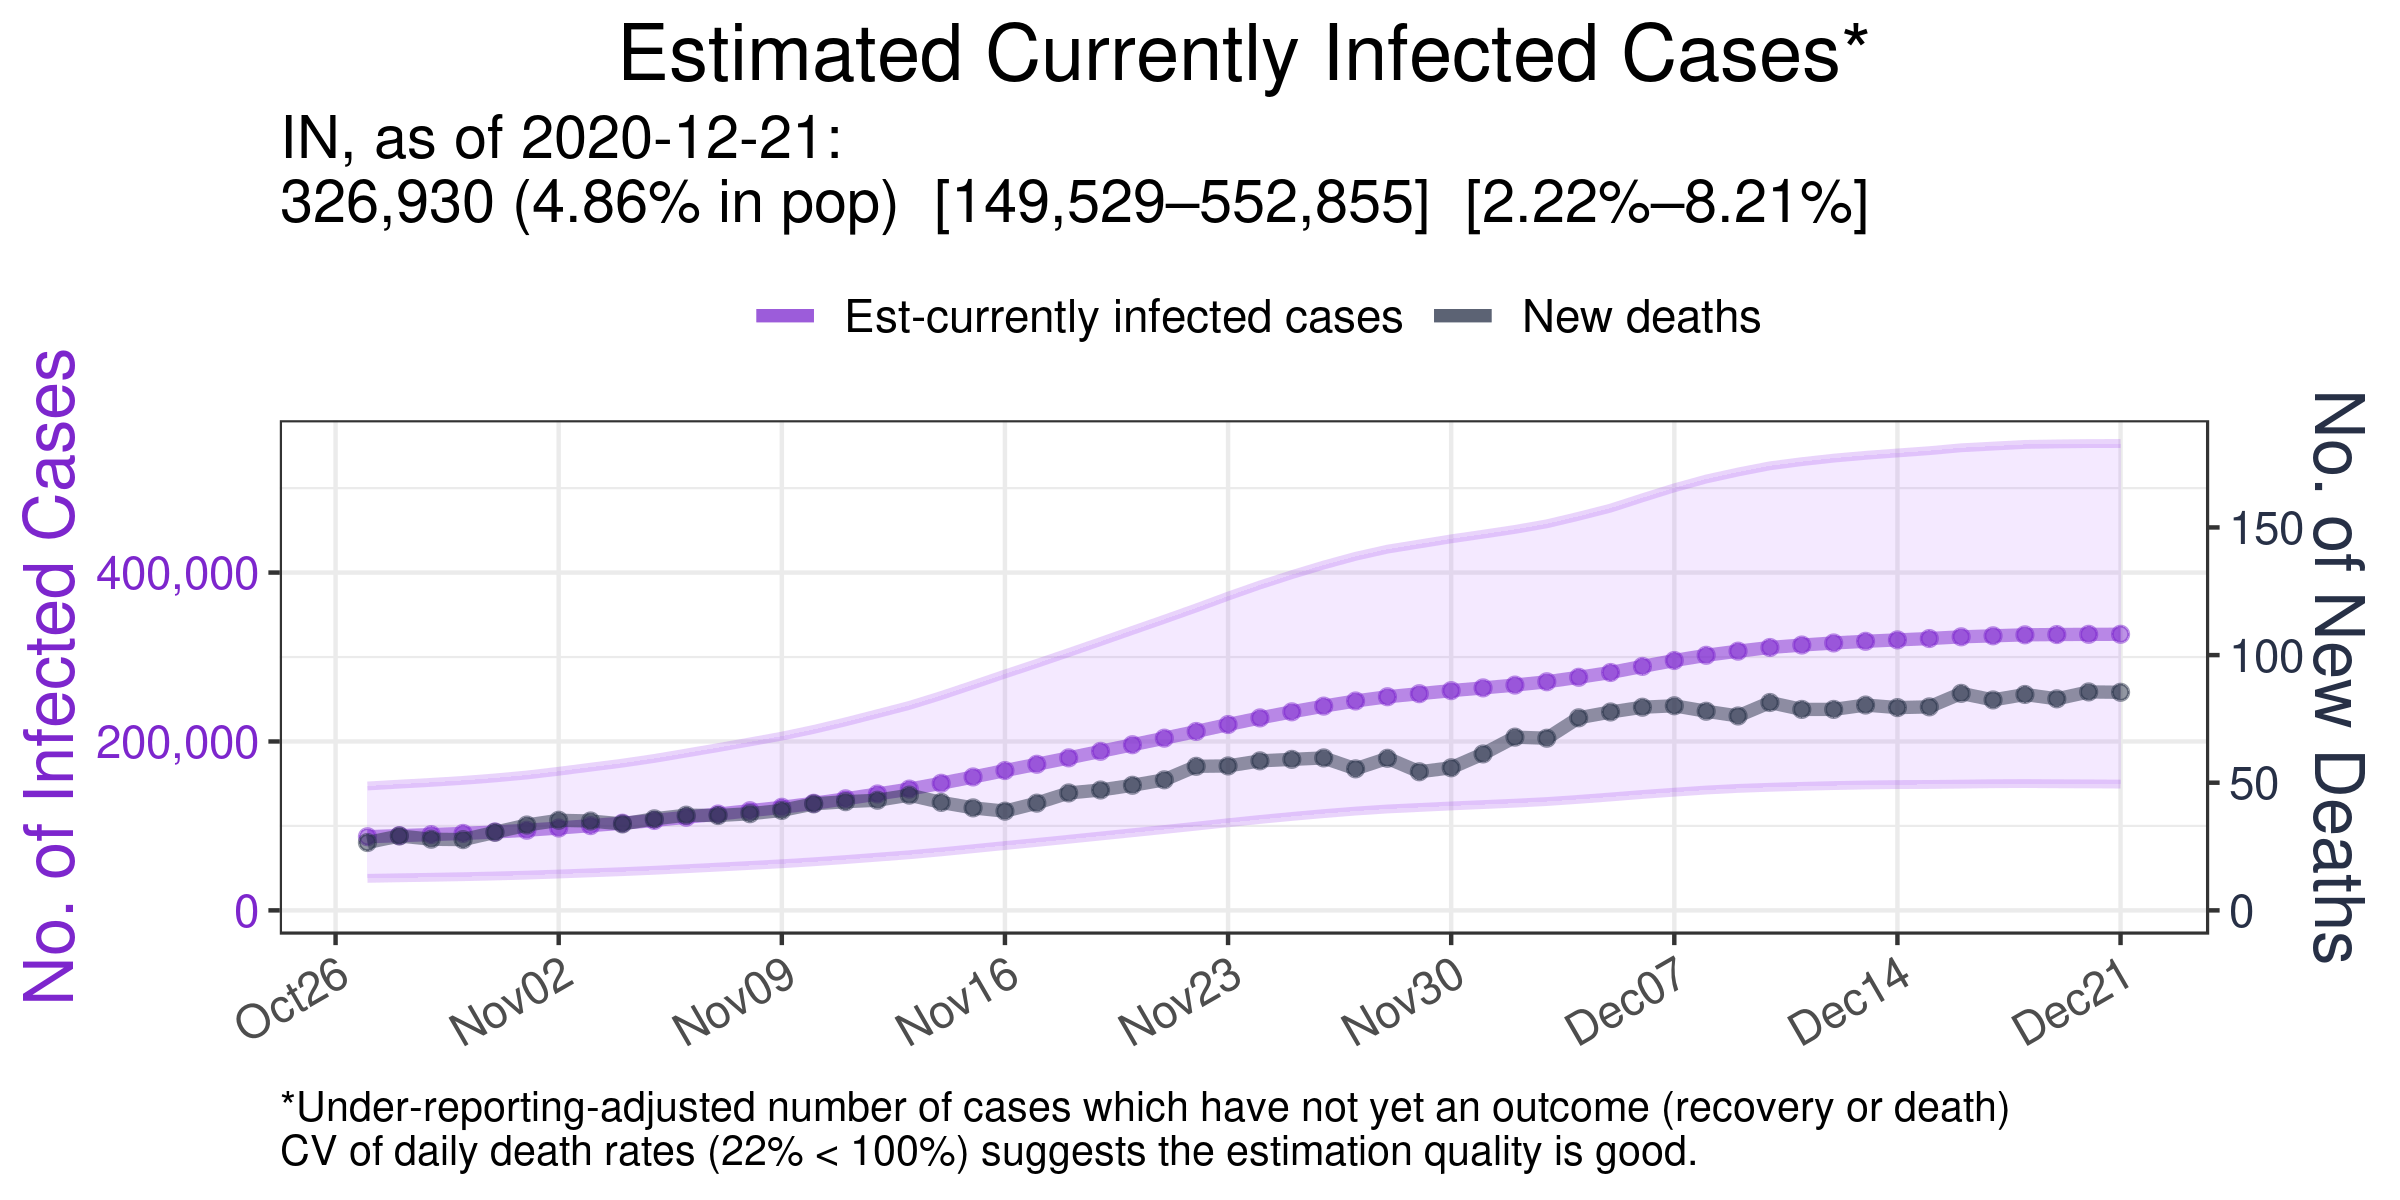 Estimated Currently Infected Cases*
IN, as of 2020-12-21:
326,930 (4.86% in pop) [149,529–552,855] [2.22%–8.21%]
Est-currently infected cases
New deaths
No. of Infected Cases
400,000
200,000
0
No. of New Deaths
150
100
50
0
Oct26
Nov02
Nov09
Nov16
Nov23
Nov30
Dec07
Dec14
Dec21
*Under-reporting-adjusted number of cases which have not yet an outcome (recovery or death)
CV of daily death rates (22% < 100%) suggests the estimation quality is good.